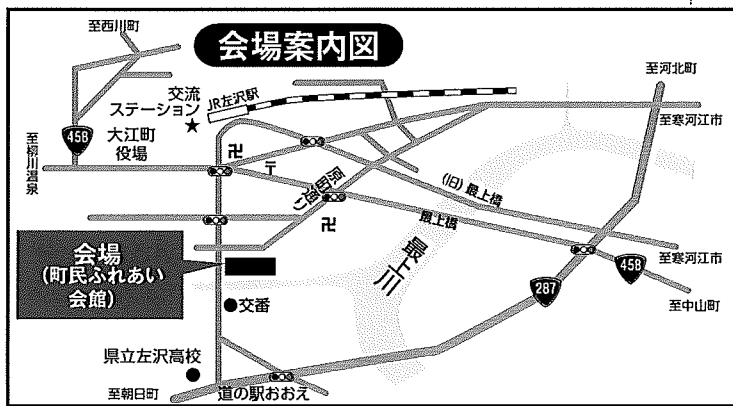 至西川町
会場案内図
交流
ステーション
JR左沢駅
至河北町
至寒河江市
458
大江町
役場
至柳川温泉
卍
〒
原町通り
(旧)最上橋
卍
最上橋
最上川
会場
(町民ふれあい
会館)
至寒河江市
287
458
至中山町
交番
県立左沢高校
至朝日町
道の駅おおえ